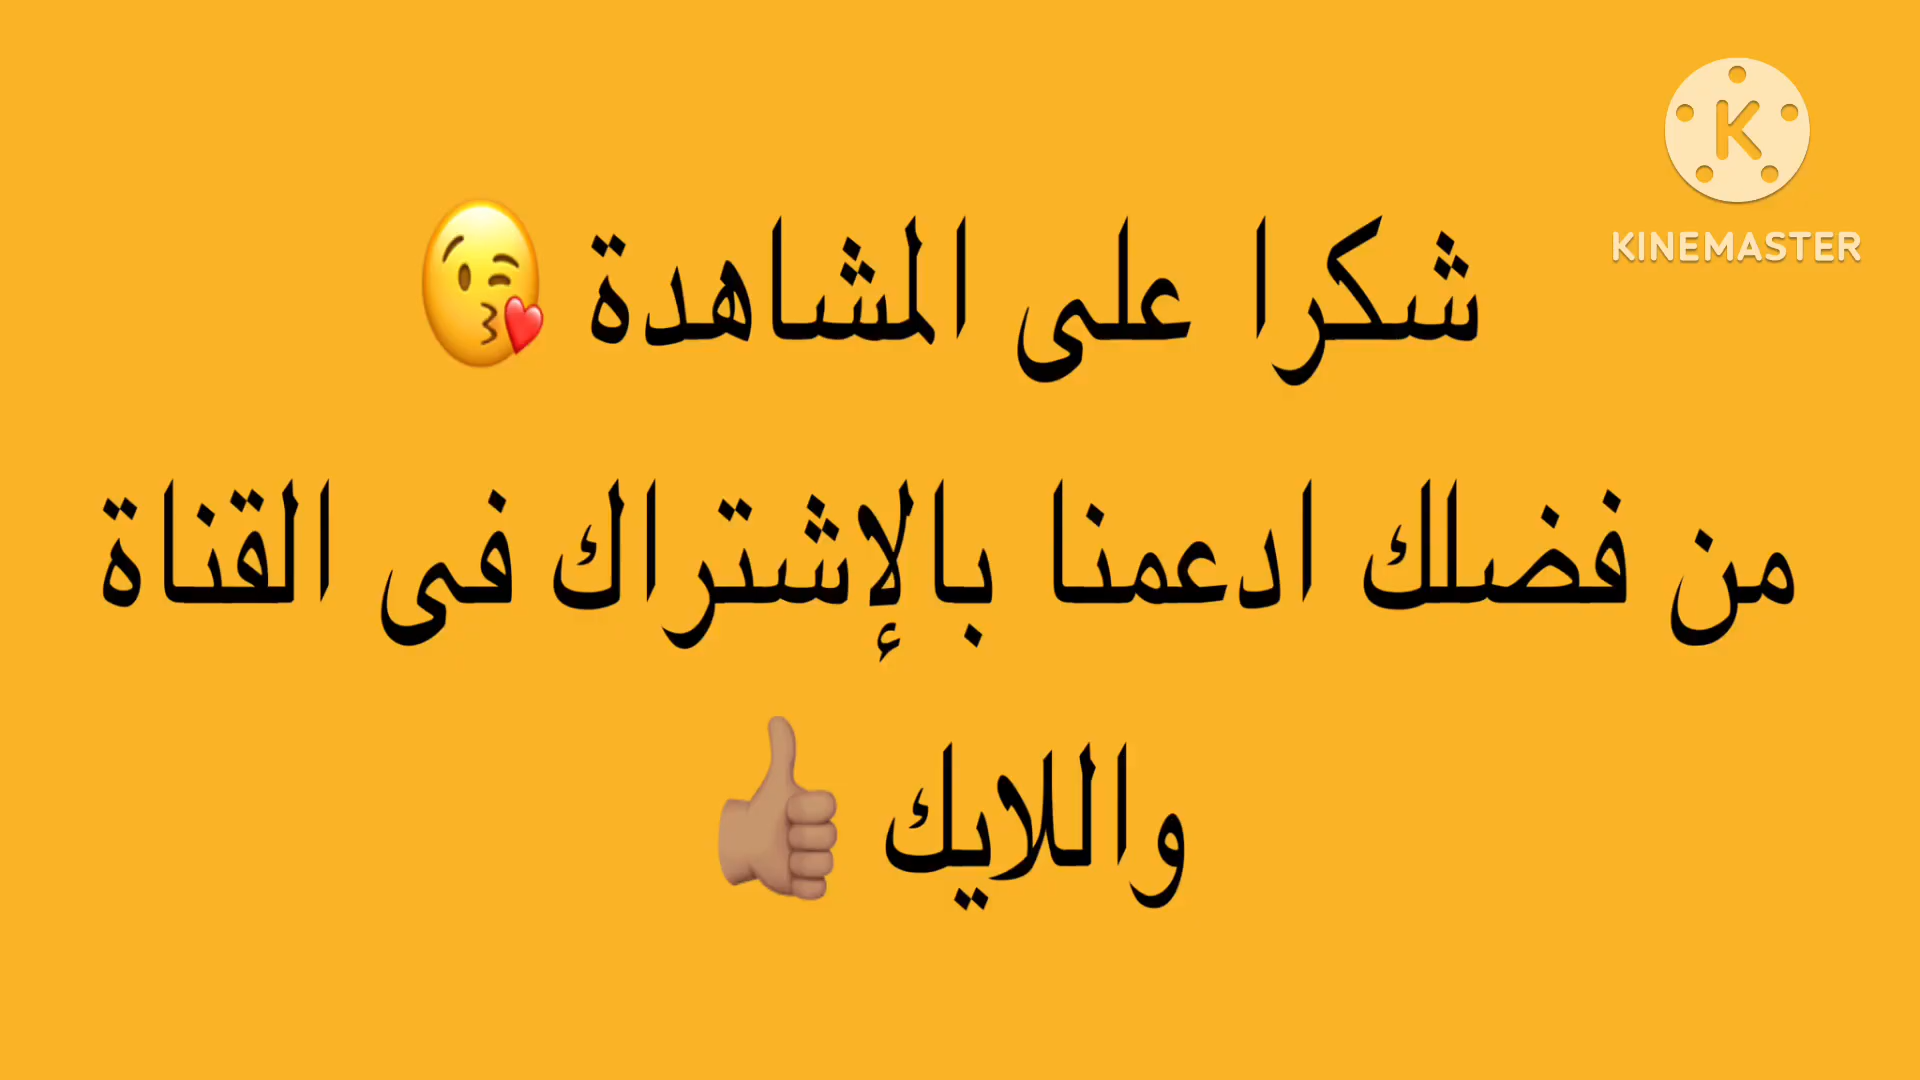 KINEMASTER
شكرا على المشاهدة 😘
من فضلك ادعمنا بالإشتراك فى القناة
واللايك 👍🏽